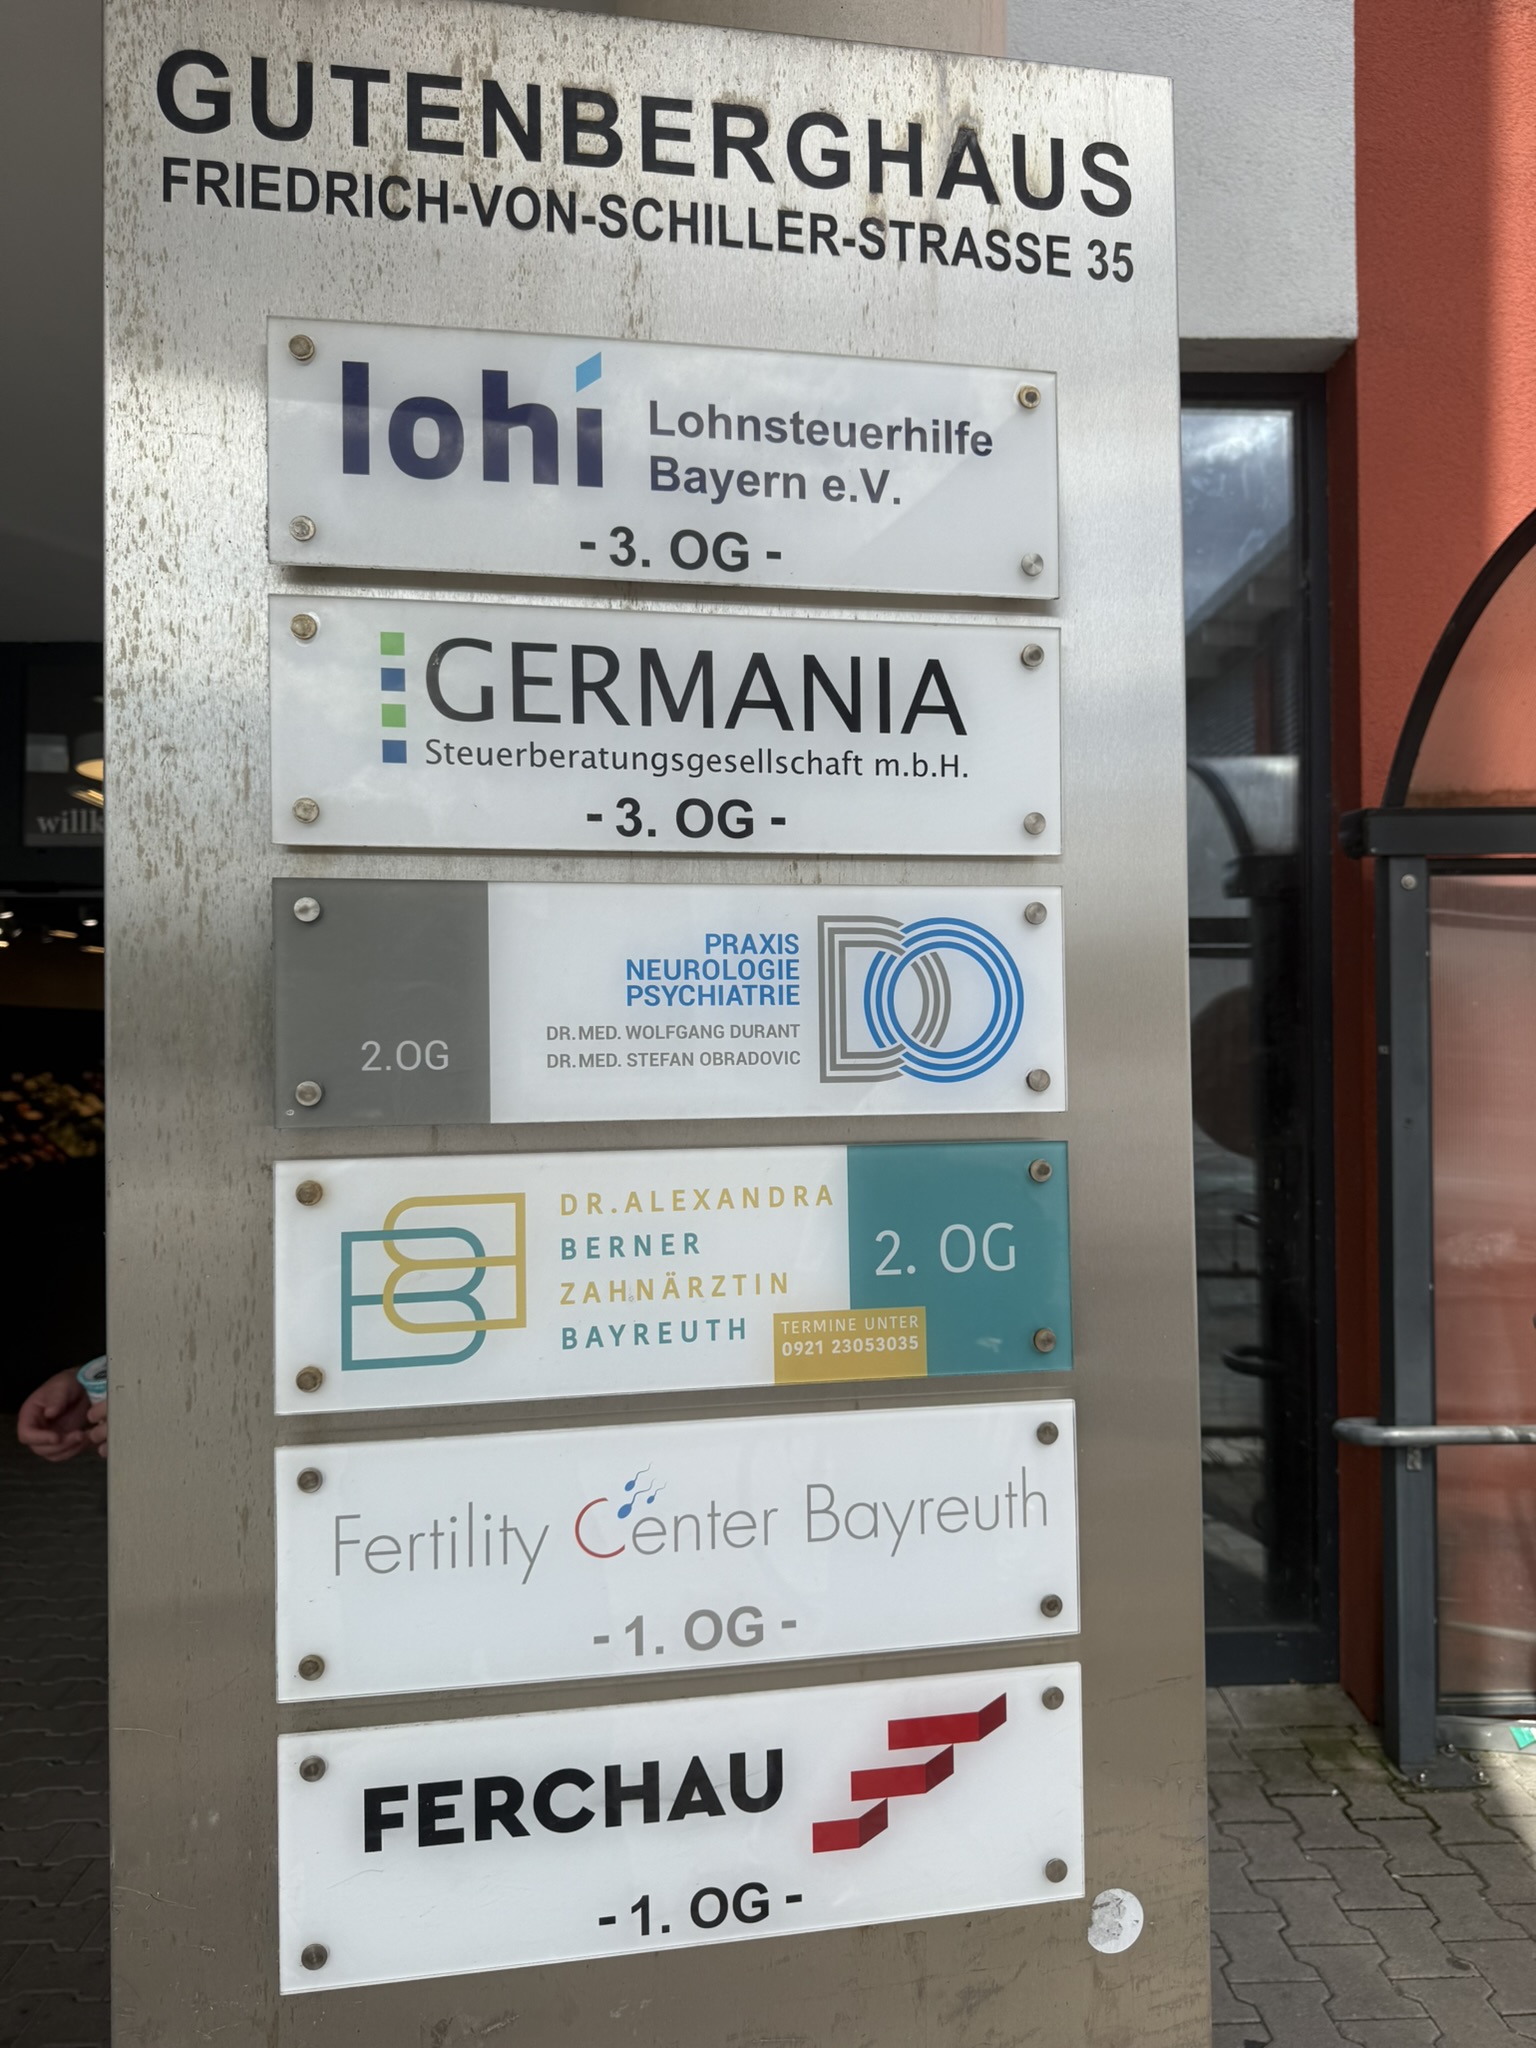 GUTENBERGHAUS
FRIEDRICH-VON-SCHILLER-STRASSE 35
lohi
Lohnsteuerhilfe
Bayern e.V.
- 3. OG -
GERMANIA
Steuerberatungsgesellschaft m.b.H.
- 3. OG -
2.OG
PRAXIS
NEUROLOGIE
PSYCHIATRIE
DR. MED. WOLFGANG DURANT
DR. MED. STEFAN OBRADOVIC
DO
DR. ALEXANDRA
BERNER
ZAHNÄRZTIN
BAYREUTH
2. OG
TERMINE UNTER
0921 23053035
Fertility Center Bayreuth
- 1. OG -
FERCHAU
- 1. OG -